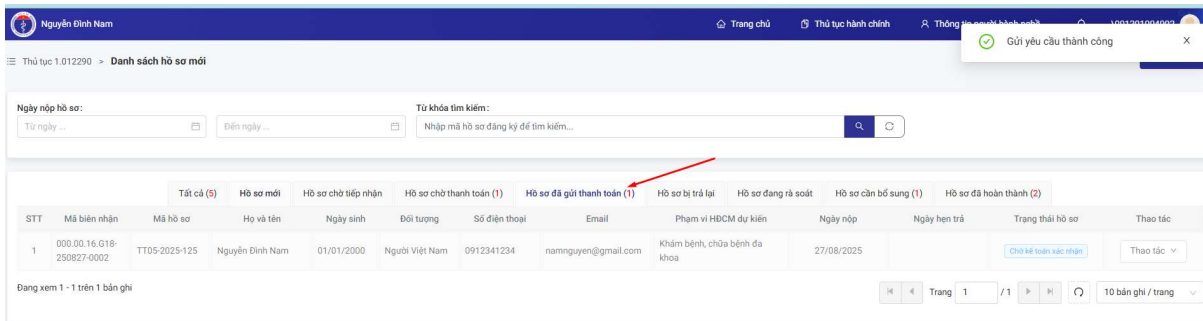 Nguyễn Đình Nam Trang chủ Thủ tục hành chính Thông tin người hành nghề
Gửi yêu cầu thành công
Thủ tục 1.012290 > Danh sách hồ sơ mới
Ngày nộp hồ sơ: Từ khóa tìm kiếm:
Từ ngày ... Đến ngày ... Nhập mã hồ sơ đăng ký để tìm kiếm...
Tất cả (5) Hồ sơ mới Hồ sơ chờ tiếp nhận Hồ sơ chờ thanh toán (1) Hồ sơ đã gửi thanh toán (1) Hồ sơ bị trả lại Hồ sơ đang rà soát Hồ sơ cần bổ sung (1) Hồ sơ đã hoàn thành (2)
STT Mã biên nhận Mã hồ sơ Họ và tên Ngày sinh Đối tượng Số điện thoại Email Phạm vi HĐCM dự kiến Ngày nộp Ngày hẹn trả Trạng thái hồ sơ Thao tác
1 000.00.16.G18-250827-0002 TT05-2025-125 Nguyễn Đình Nam 01/01/2000 Người Việt Nam 0912341234 namnguyen@gmail.com Khám bệnh, chữa bệnh đa khoa 27/08/2025 Chờ kế toán xác nhận Thao tác
Đang xem 1 - 1 trên 1 bản ghi Trang 1 / 1 10 bản ghi / trang